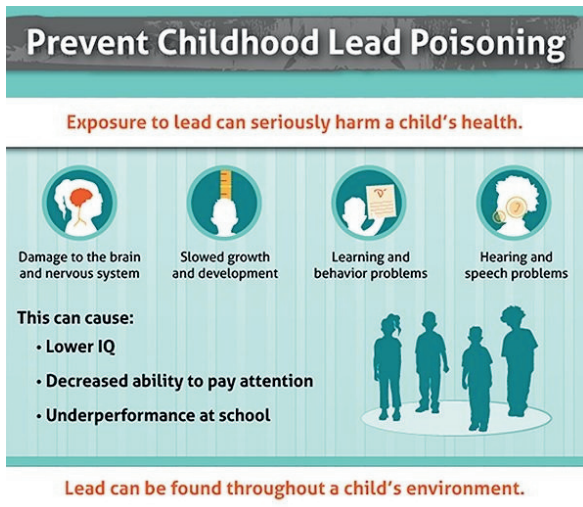 Prevent Childhood Lead Poisoning
Exposure to lead can seriously harm a child's health.
Damage to the brain
and nervous system
Slowed growth
and development
Learning and
behavior problems
Hearing and
speech problems
This can cause:
• Lower IQ
• Decreased ability to pay attention
• Underperformance at school
Lead can be found throughout a child's environment.